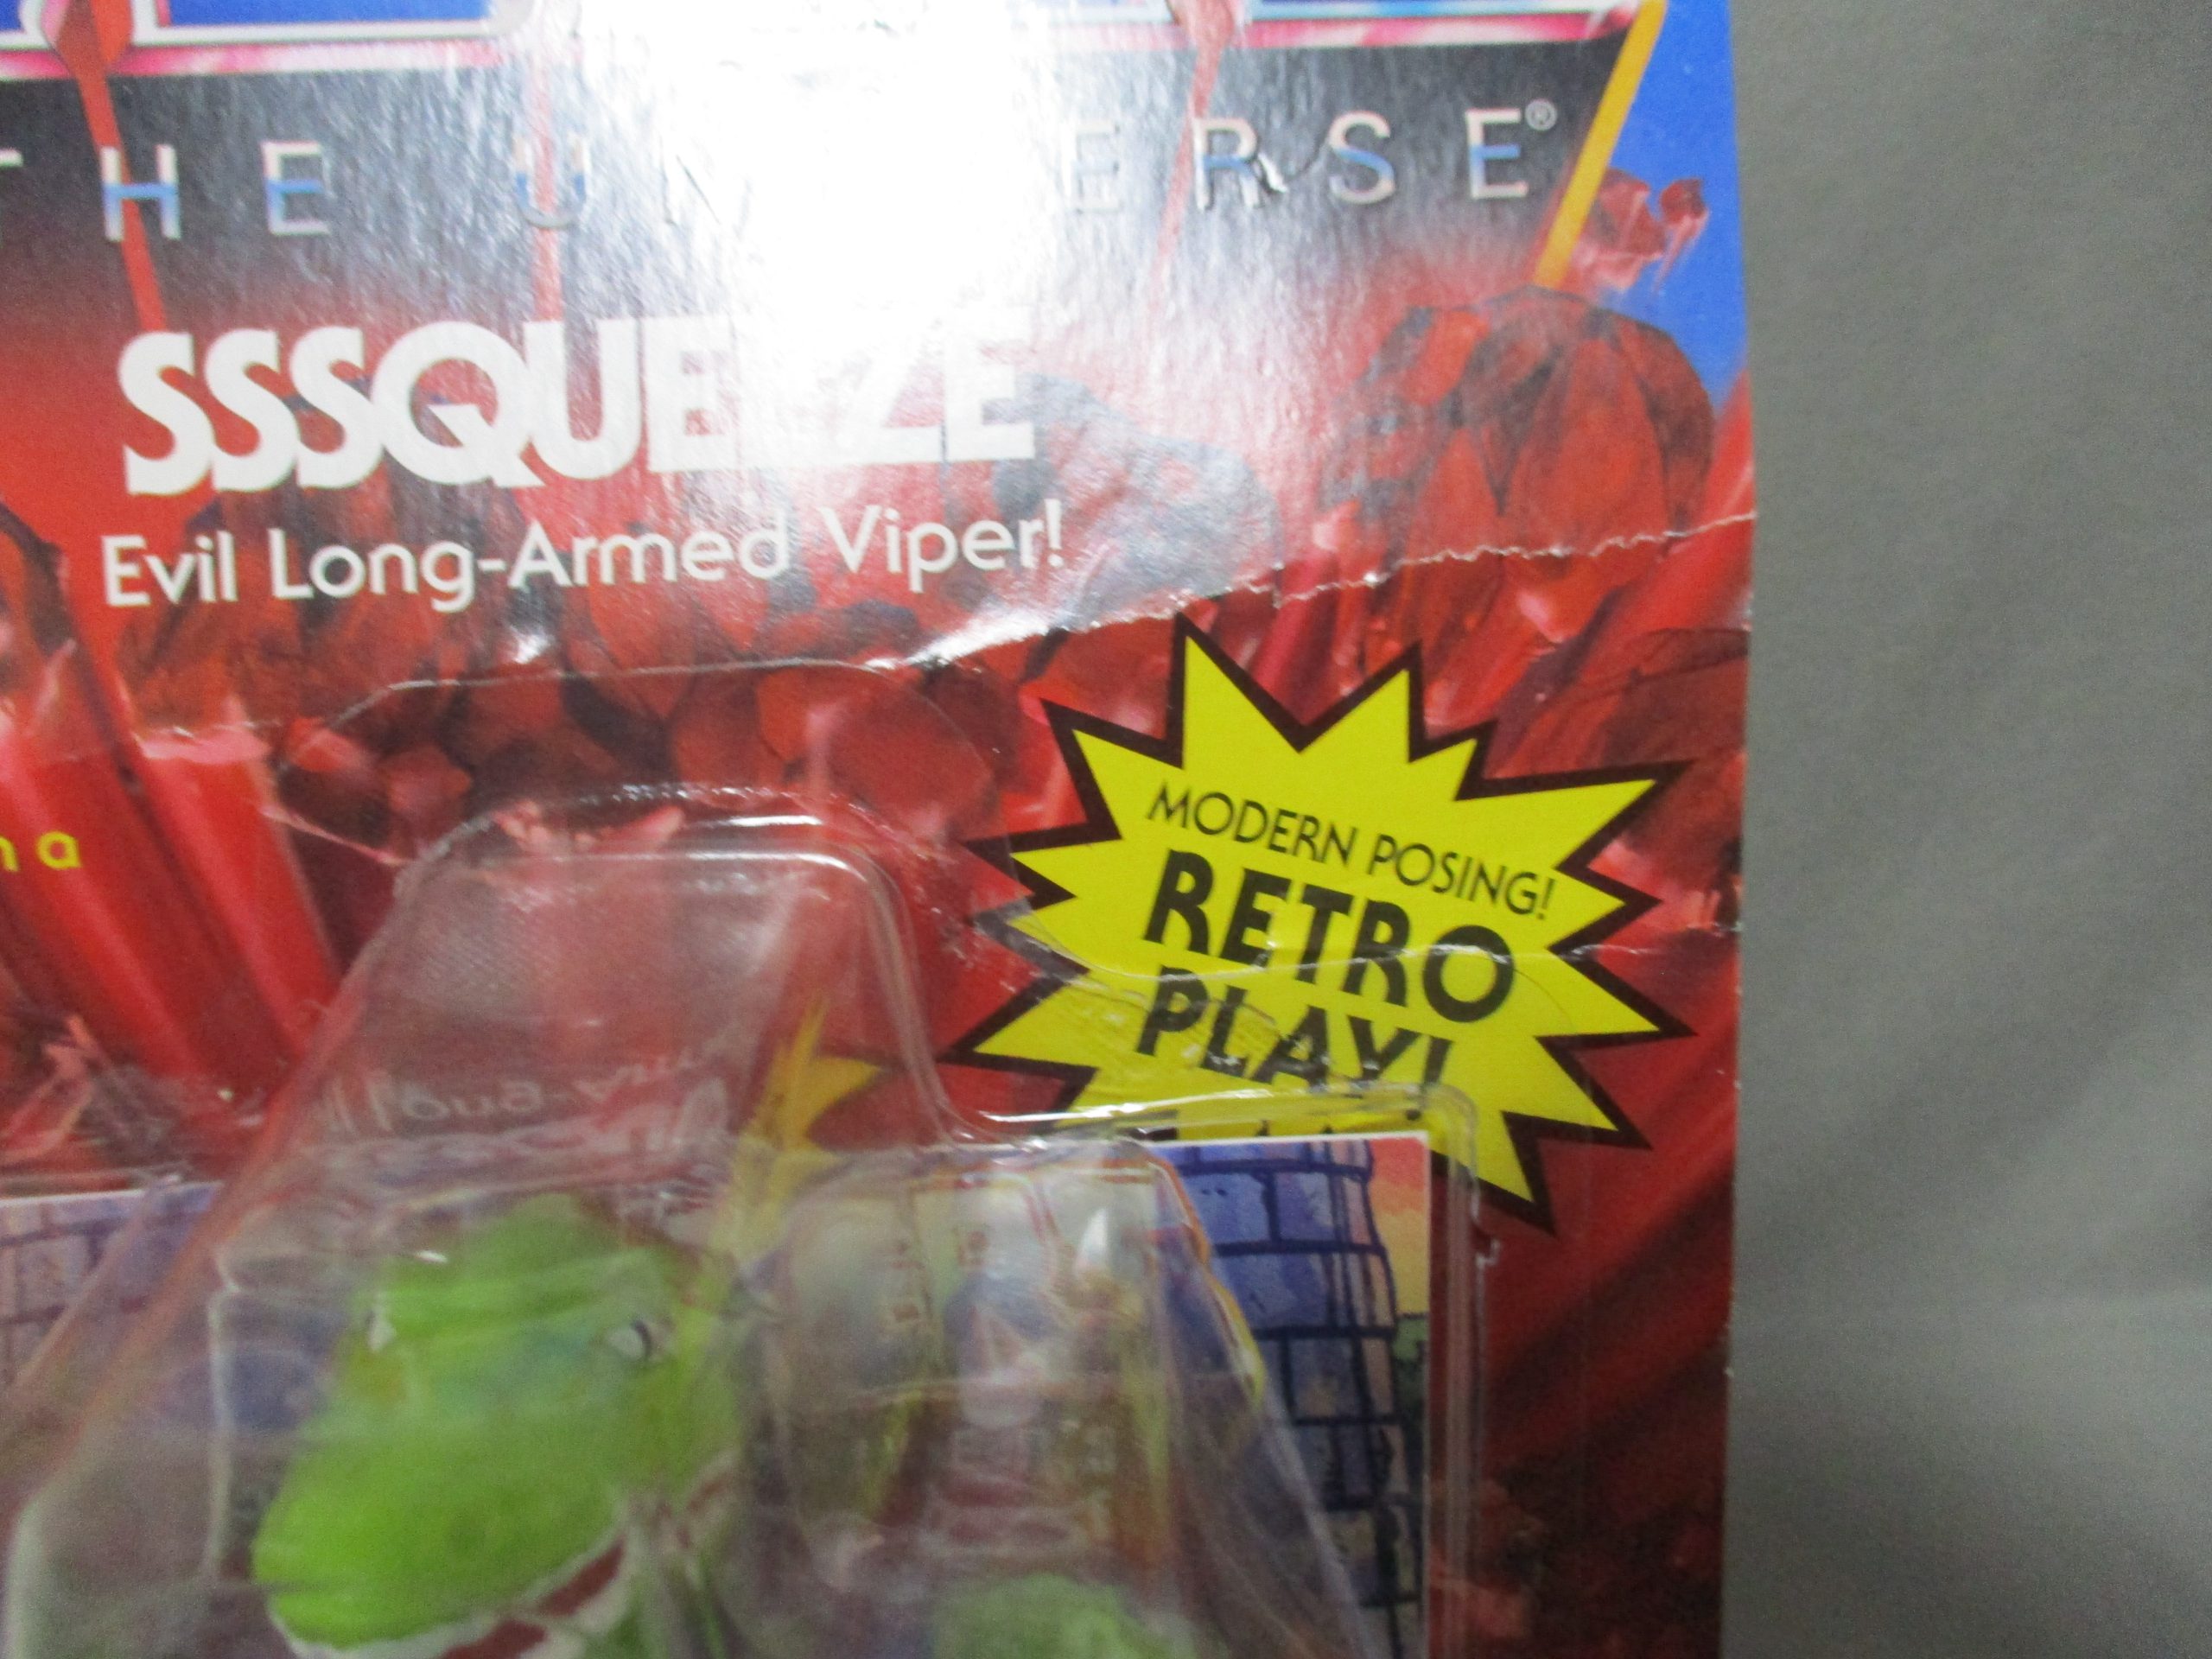 THE UNIVERSE®
SSSQUEEZE
Evil Long-Armed Viper!
a
MODERN POSING!
RETRO
PLAY!